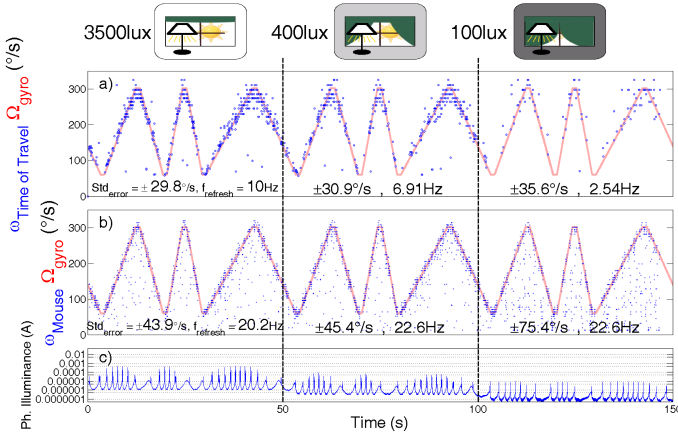 3500lux 400lux 100lux
ωTime of Travel Ωgyro (°/s)
a)
300
200
100
0
Stderror = ± 29.8°/s, frefresh = 10Hz ±30.9°/s , 6.91Hz ±35.6°/s , 2.54Hz
ωMouse Ωgyro (°/s)
b)
300
200
100
0
Stderror = ±43.9°/s, frefresh = 20.2Hz ±45.4°/s , 22.6Hz ±75.4°/s , 22.6Hz
Ph. Illuminance (A)
c)
0.01
0.001
0.00001
0.000001
0.0000001
0 50 100 150
Time (s)